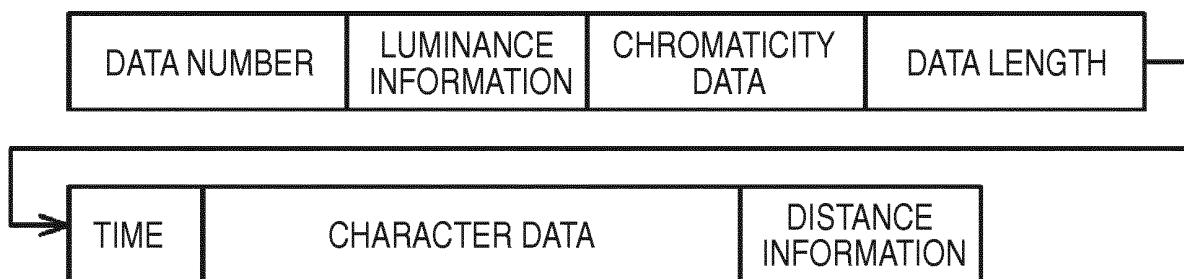 DATA NUMBER
LUMINANCE
INFORMATION
CHROMATICITY
DATA
DATA LENGTH
TIME
CHARACTER DATA
DISTANCE
INFORMATION